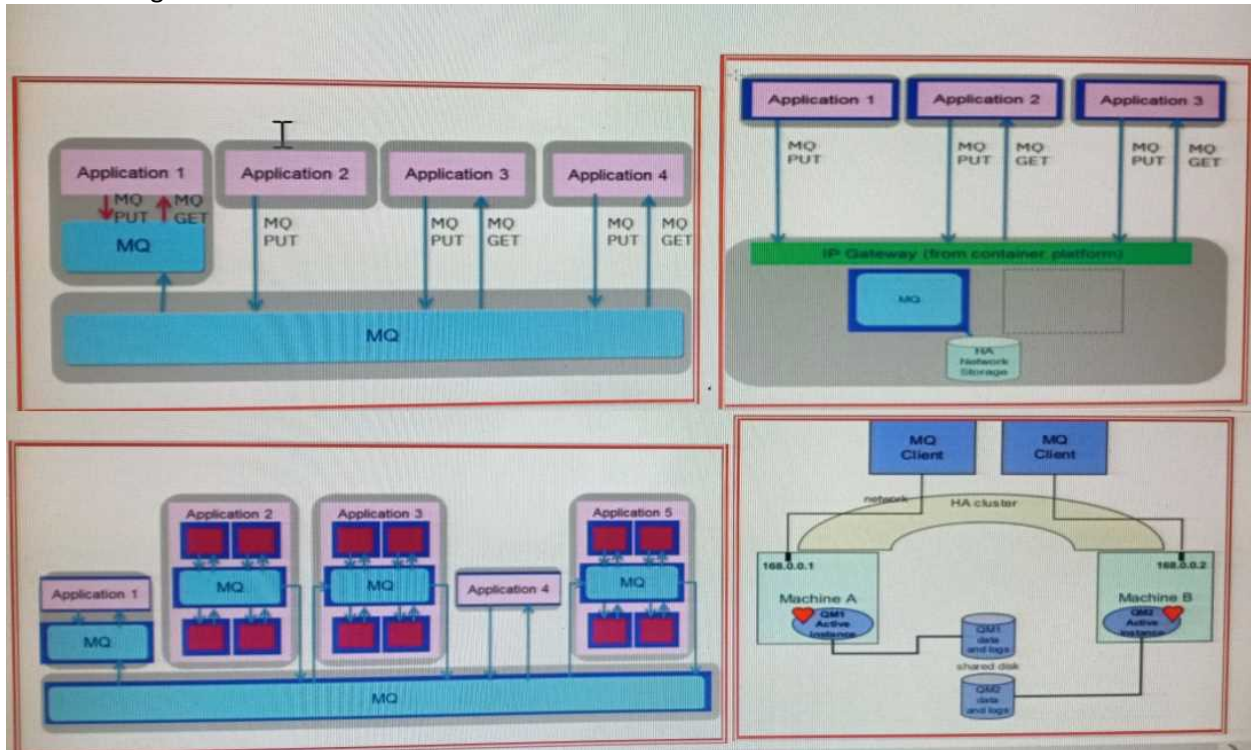 Application 1
Application 2
Application 3
Application 4
MQ
PUT
MQ
GET
MQ
PUT
MQ
PUT
MQ
GET
MQ
PUT
MQ
GET
MQ
MQ
Application 1
Application 2
Application 3
MQ
PUT
MQ
PUT
MQ
GET
MQ
PUT
MQ
GET
IP Gateway (from container platform)
MQ
HA
Network
Storage
Application 1
MQ
Application 2
MQ
Application 3
MQ
Application 4
Application 5
MQ
MQ
MQ
Client
MQ
Client
network
HA cluster
168.0.0.1
168.0.0.2
Machine A
QM1
Active
Instance
Machine B
QM2
Active
Instance
QM1
data
and logs
shared disk
QM2
data
and logs